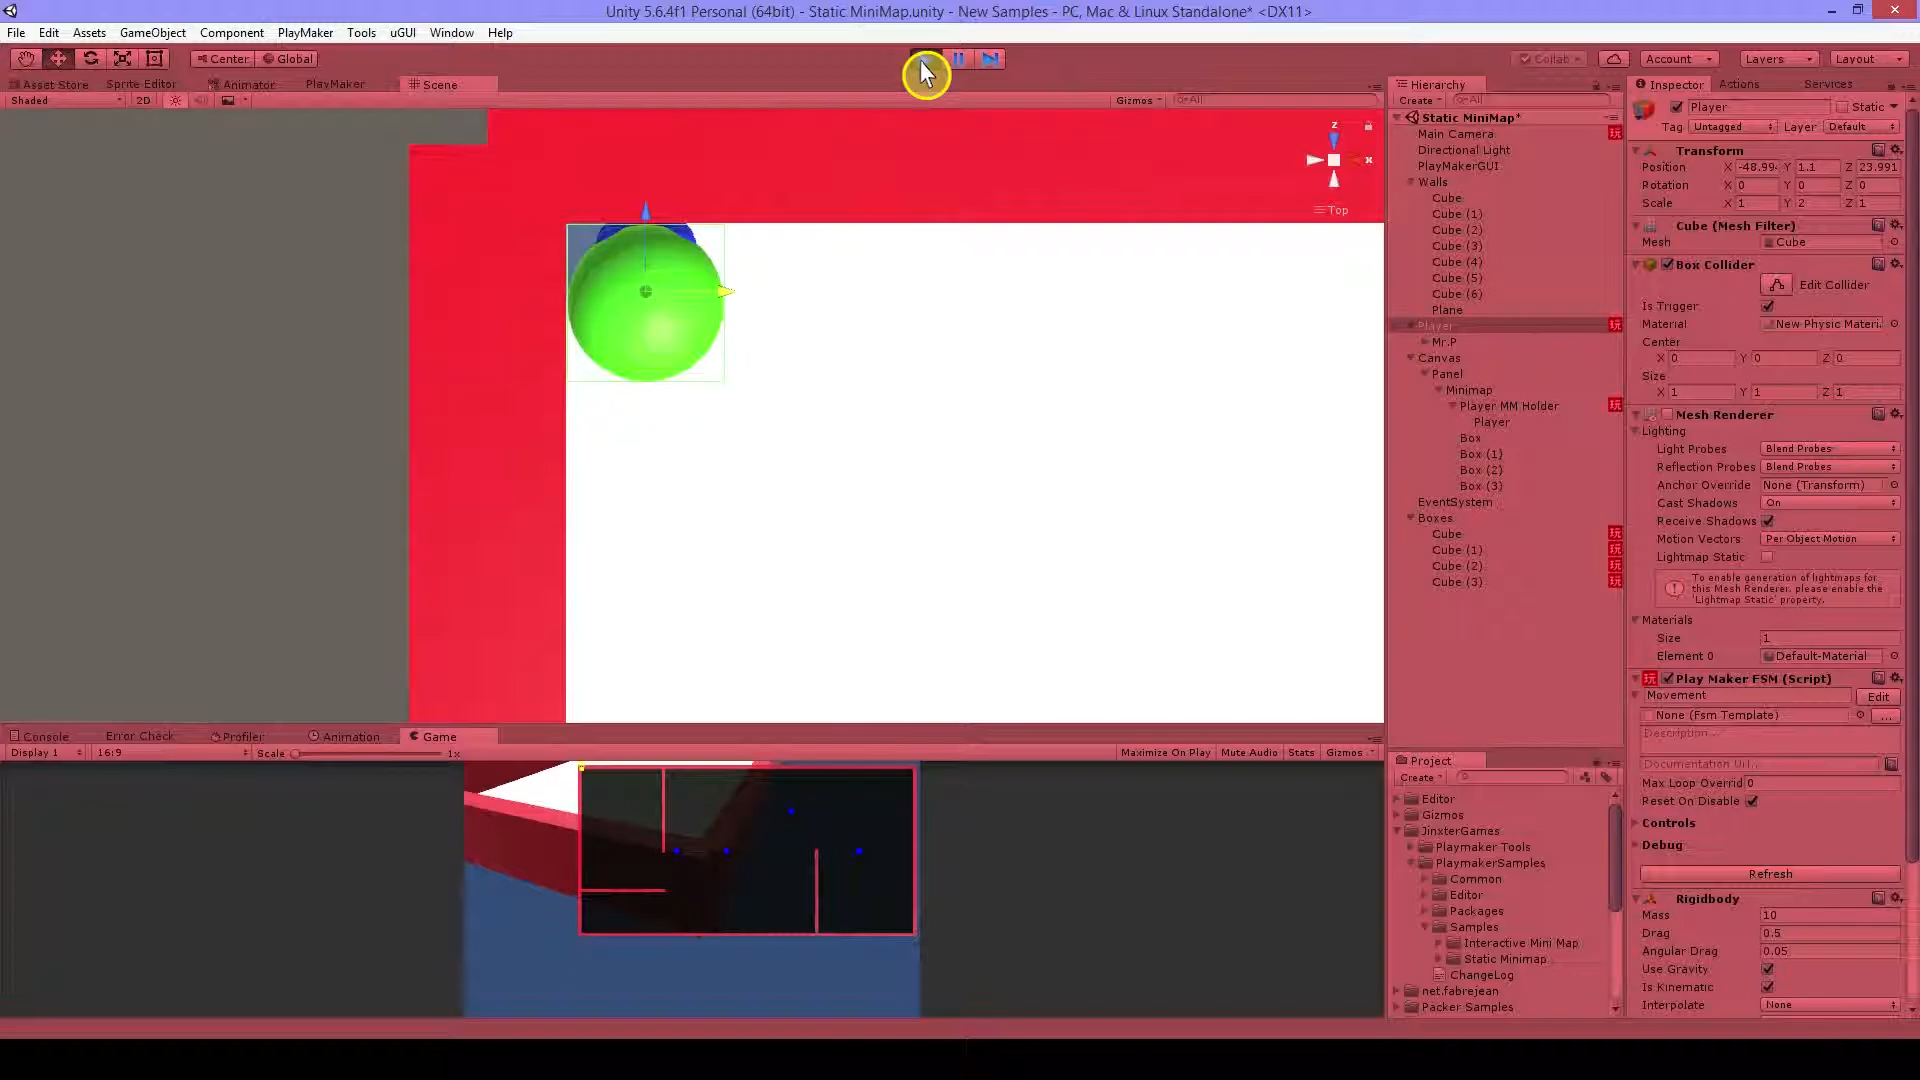 Unity 5.6.4f1 Personal (64bit) - Static MiniMap.unity - New Samples - PC, Mac & Linux Standalone* <DX11>
File Edit Assets GameObject Component PlayMaker Tools uGUI Window Help
Center Global Collab Account Layers Layout
Asset Store Sprite Editor Animator PlayMaker Scene
Shaded 2D Gizmos All
z
x
Top
Hierarchy
Create All
Static MiniMap*
Main Camera
Directional Light
PlayMakerGUI
Walls
Cube
Cube (1)
Cube (2)
Cube (3)
Cube (4)
Cube (5)
Cube (6)
Plane
Player
Mr.P
Canvas
Panel
Minimap
Player MM Holder
Player
Box
Box (1)
Box (2)
Box (3)
EventSystem
Boxes
Cube
Cube (1)
Cube (2)
Cube (3)
Inspector Actions Services
Player Static
Tag Untagged Layer Default
Transform
Position X -48.99 Y 1.1 Z 23.991
Rotation X 0 Y 0 Z 0
Scale X 1 Y 2 Z 1
Cube (Mesh Filter)
Mesh Cube
Box Collider
Edit Collider
Is Trigger
Material New Physic Materi
Center
X 0 Y 0 Z 0
Size
X 1 Y 1 Z 1
Mesh Renderer
Lighting
Light Probes Blend Probes
Reflection Probes Blend Probes
Anchor Override None (Transform)
Cast Shadows On
Receive Shadows
Motion Vectors Per Object Motion
Lightmap Static
To enable generation of lightmaps for
this Mesh Renderer, please enable the
'Lightmap Static' property.
Materials
Size 1
Element 0 Default-Material
玩 Play Maker FSM (Script)
Movement Edit
None (Fsm Template) ...
Description...
Documentation Url...
Max Loop Overrid 0
Reset On Disable
Controls
Debug
Refresh
Rigidbody
Mass 10
Drag 0.5
Angular Drag 0.05
Use Gravity
Is Kinematic
Interpolate None
Console Error Check Profiler Animation Game
Display 1 16:9 Scale 1x Maximize On Play Mute Audio Stats Gizmos
Project
Create
Editor
Gizmos
JinxterGames
Playmaker Tools
PlaymakerSamples
Common
Editor
Packages
Samples
Interactive Mini Map
Static Minimap
ChangeLog
net.fabrejean
Packer Samples